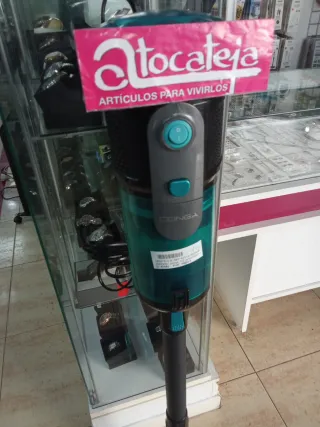 Atocateja
ARTÍCULOS PARA VIVIRLOS
CONGA